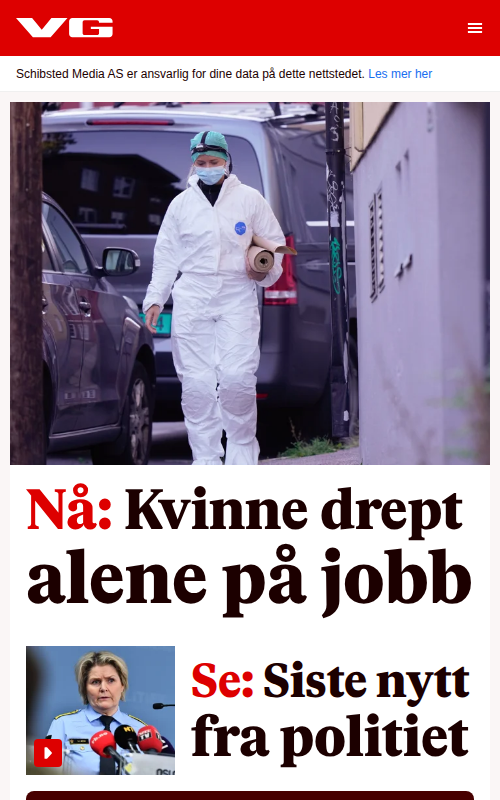 VG
Schibsted Media AS er ansvarlig for dine data på dette nettstedet. Les mer her
Nå: Kvinne drept
alene på jobb
Se: Siste nytt
fra politiet